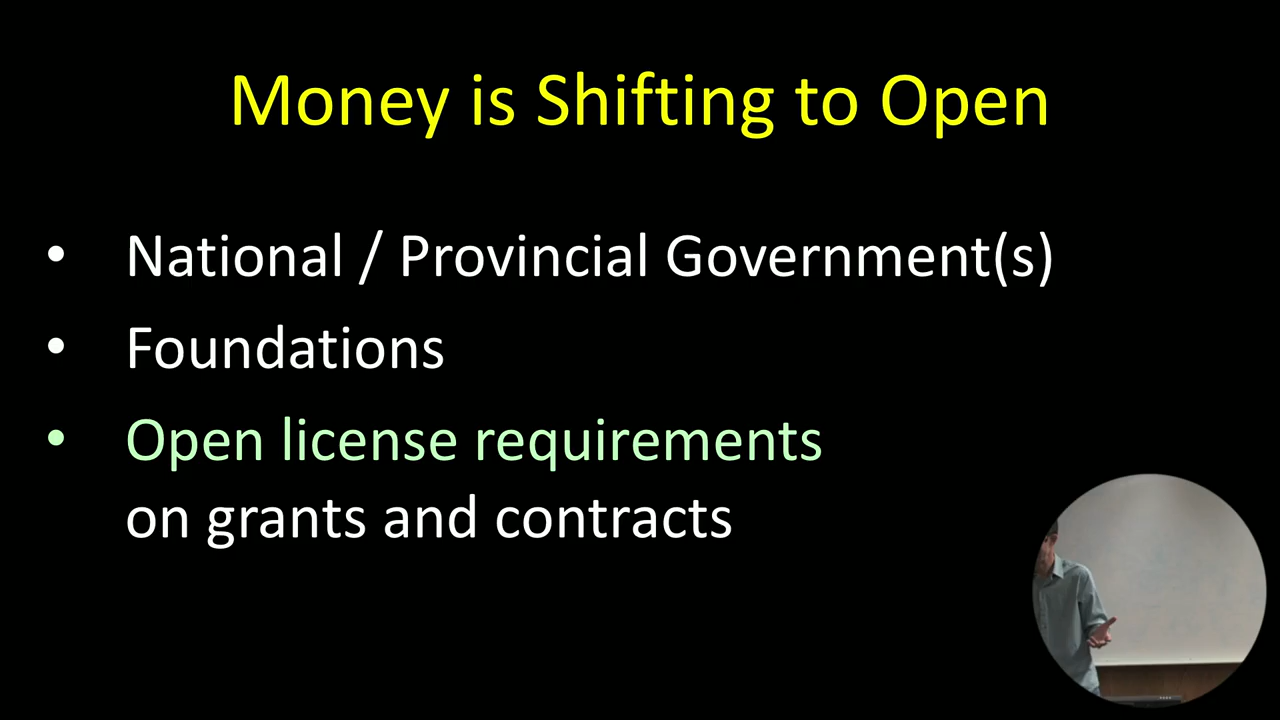 Money is Shifting to Open
• National / Provincial Government(s)
• Foundations
• Open license requirements
on grants and contracts